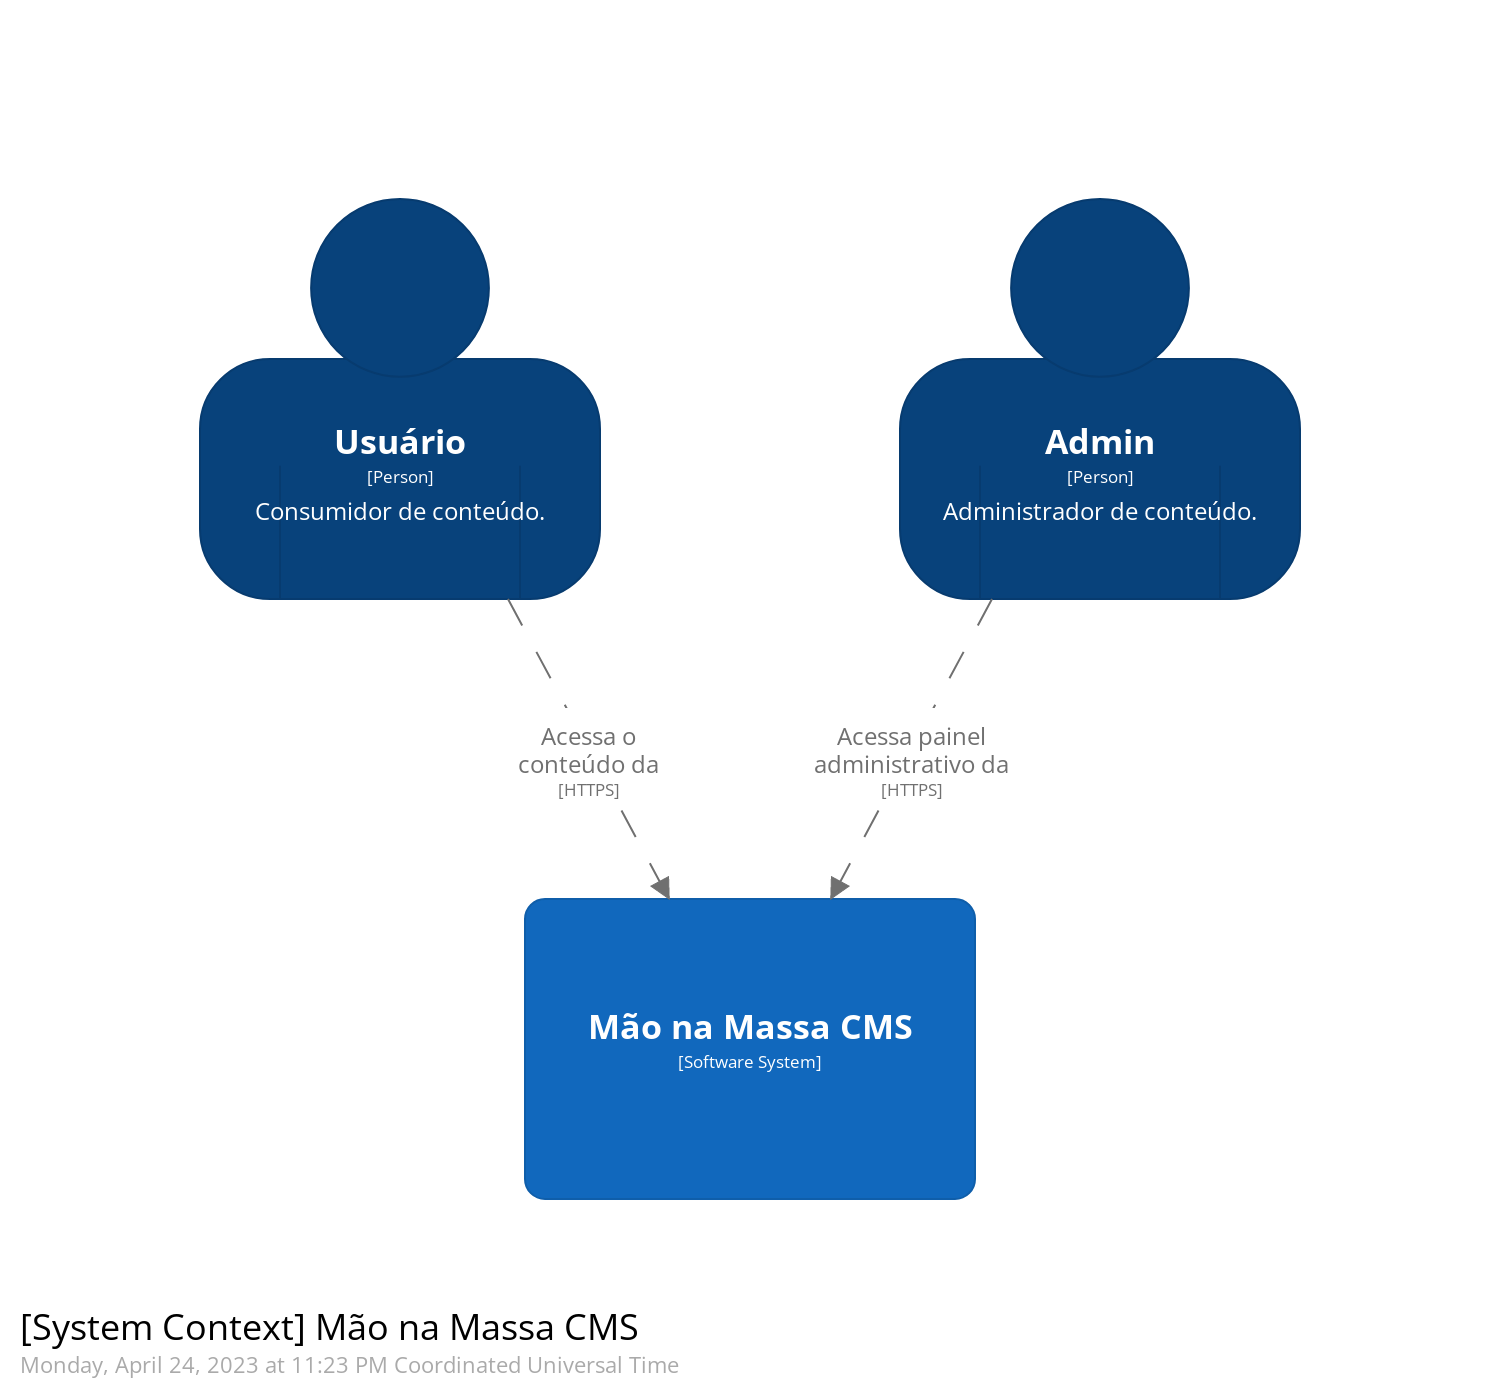 Usuário
[Person]
Consumidor de conteúdo.
Admin
[Person]
Administrador de conteúdo.
Acessa o
conteúdo da
[HTTPS]
Acessa painel
administrativo da
[HTTPS]
Mão na Massa CMS
[Software System]
[System Context] Mão na Massa CMS
Monday, April 24, 2023 at 11:23 PM Coordinated Universal Time